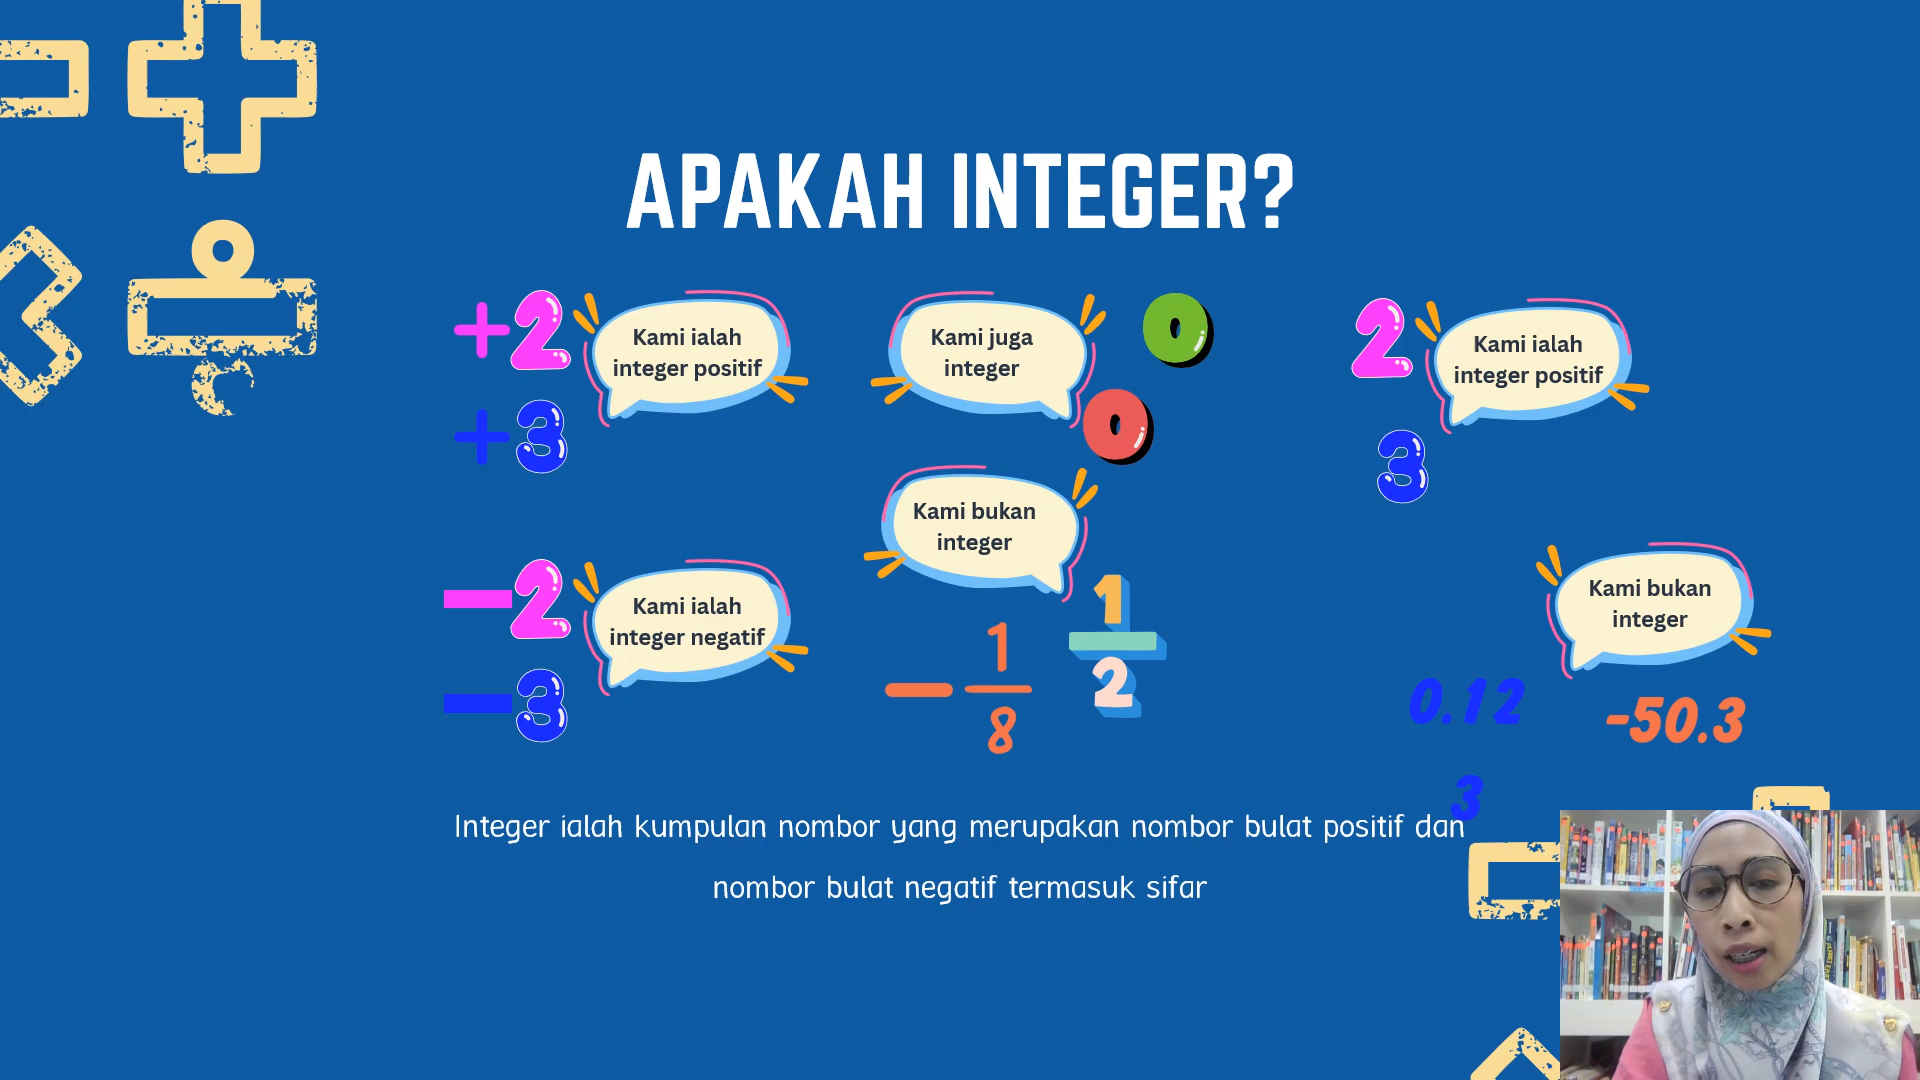 APAKAH INTEGER?
+2
Kami ialah
integer positif
+3
Kami juga
integer
0
0
2
Kami ialah
integer positif
3
Kami bukan
integer
-2
Kami ialah
integer negatif
-3
-1/8
1/2
Kami bukan
integer
0.12
-50.3
3
Integer ialah kumpulan nombor yang merupakan nombor bulat positif dan
nombor bulat negatif termasuk sifar